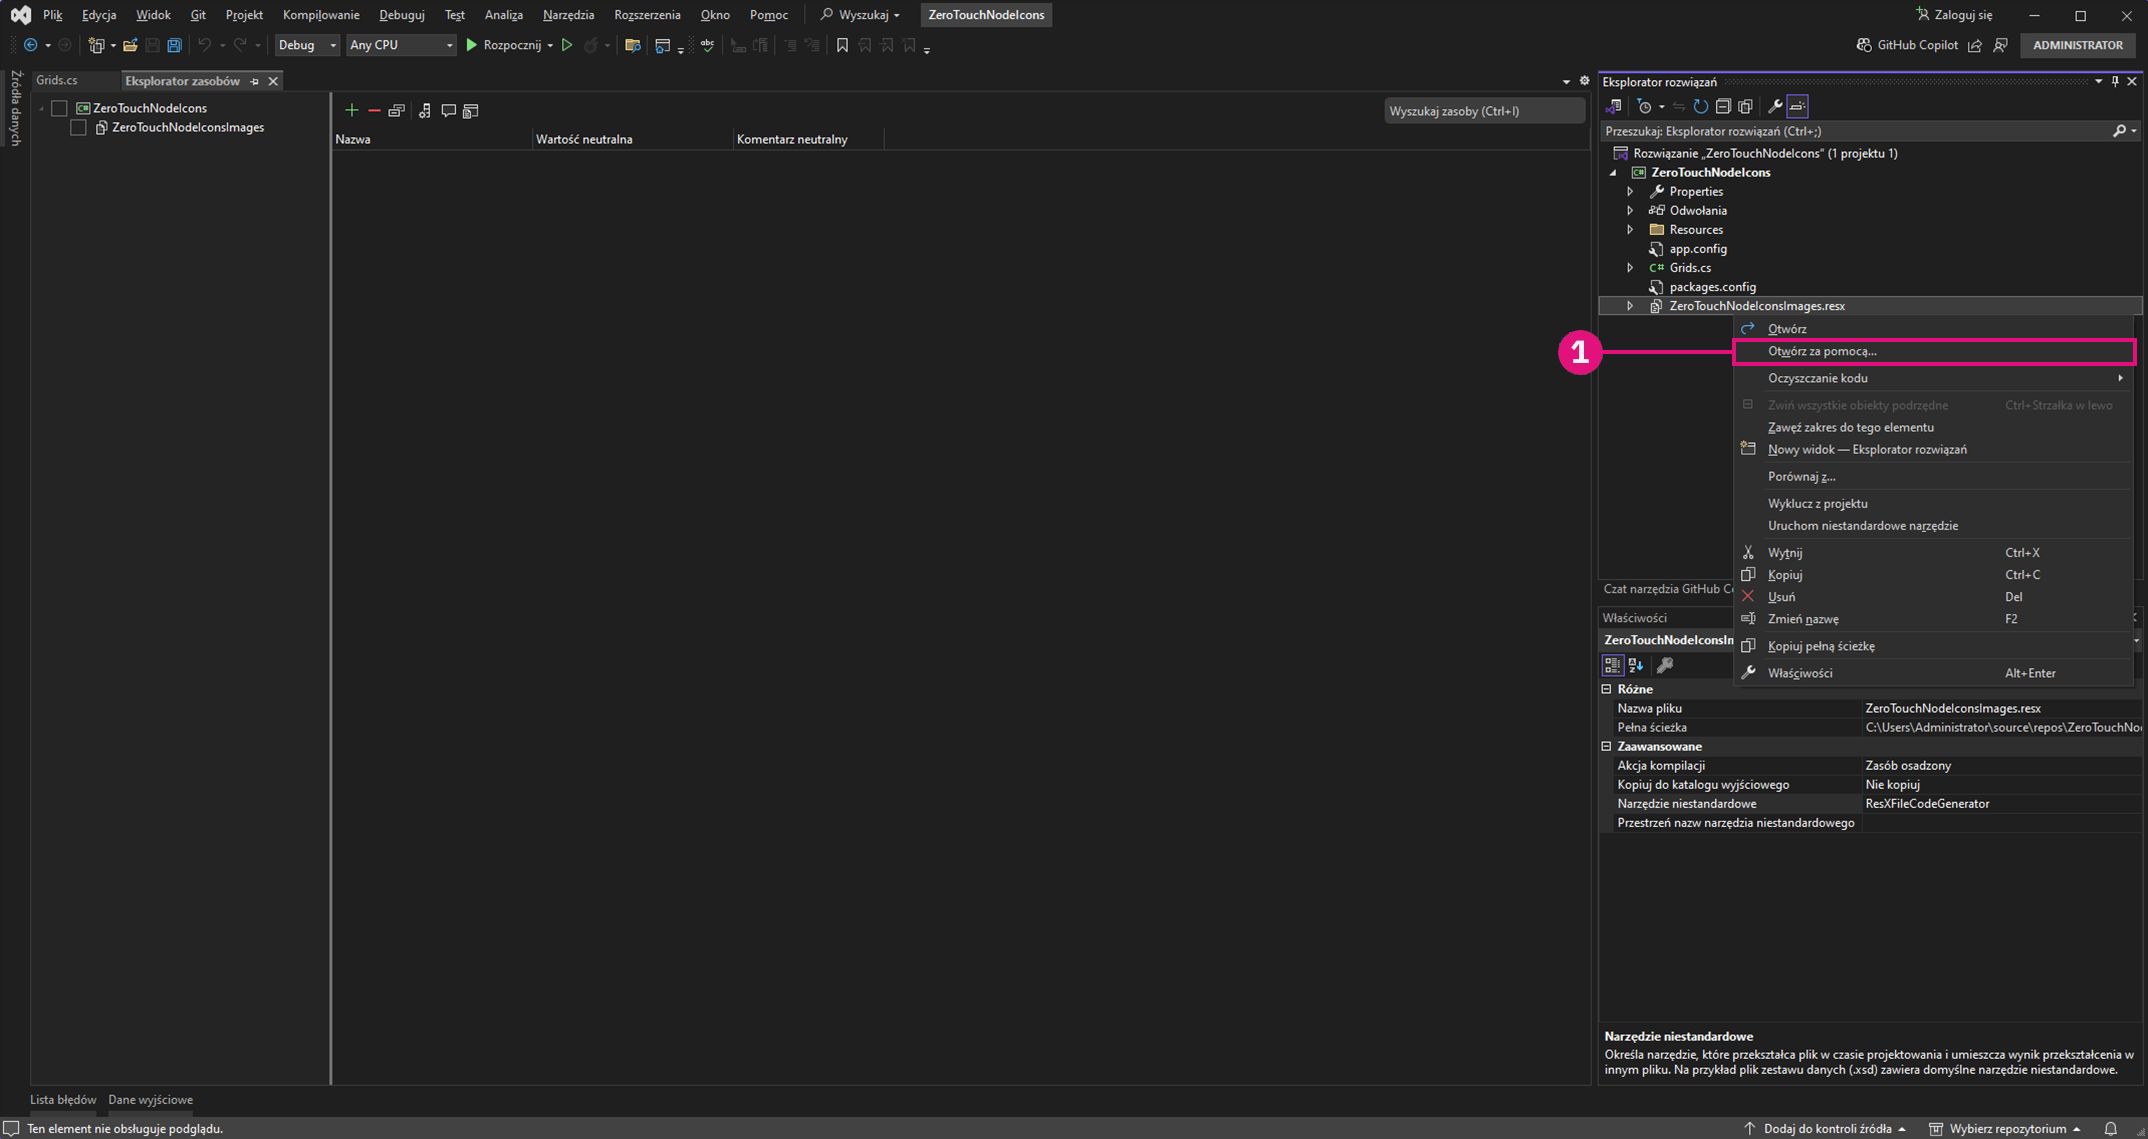 Plik Edycja Widok Git Projekt Kompilowanie Debuguj Test Analiza Narzędzia Rozszerzenia Okno Pomoc Wyszukaj ZeroTouchNodeIcons Zaloguj się
Debug Any CPU Rozpocznij GitHub Copilot ADMINISTRATOR
Źródła danych
Grids.cs Eksplorator zasobów
ZeroTouchNodeIcons
ZeroTouchNodeIconsImages
Wyszukaj zasoby (Ctrl+I)
Nazwa Wartość neutralna Komentarz neutralny
Eksplorator rozwiązań
Przeszukaj: Eksplorator rozwiązań (Ctrl+;)
Rozwiązanie „ZeroTouchNodeIcons" (1 projektu 1)
ZeroTouchNodeIcons
Properties
Odwołania
Resources
app.config
Grids.cs
packages.config
ZeroTouchNodeIconsImages.resx
1
Otwórz
Otwórz za pomocą...
Oczyszczanie kodu
Zwiń wszystkie obiekty podrzędne Ctrl+Strzałka w lewo
Zawęź zakres do tego elementu
Nowy widok — Eksplorator rozwiązań
Porównaj z...
Wyklucz z projektu
Uruchom niestandardowe narzędzie
Wytnij Ctrl+X
Kopiuj Ctrl+C
Usuń Del
Zmień nazwę F2
Kopiuj pełną ścieżkę
Właściwości Alt+Enter
Czat narzędzia GitHub Co
Właściwości
ZeroTouchNodeIconsIm
Różne
Nazwa pliku ZeroTouchNodeIconsImages.resx
Pełna ścieżka C:\Users\Administrator\source\repos\ZeroTouchNo
Zaawansowane
Akcja kompilacji Zasób osadzony
Kopiuj do katalogu wyjściowego Nie kopiuj
Narzędzie niestandardowe ResXFileCodeGenerator
Przestrzeń nazw narzędzia niestandardowego
Narzędzie niestandardowe
Określa narzędzie, które przekształca plik w czasie projektowania i umieszcza wynik przekształcenia w
innym pliku. Na przykład plik zestawu danych (.xsd) zawiera domyślne narzędzie niestandardowe.
Lista błędów Dane wyjściowe
Ten element nie obsługuje podglądu. Dodaj do kontroli źródła Wybierz repozytorium